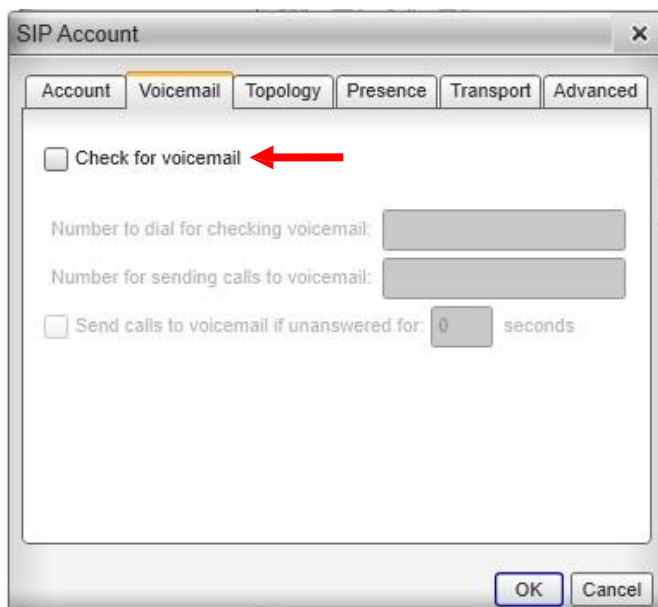 SIP Account
Account Voicemail Topology Presence Transport Advanced
Check for voicemail
Number to dial for checking voicemail:
Number for sending calls to voicemail:
Send calls to voicemail if unanswered for: 0 seconds
OK Cancel